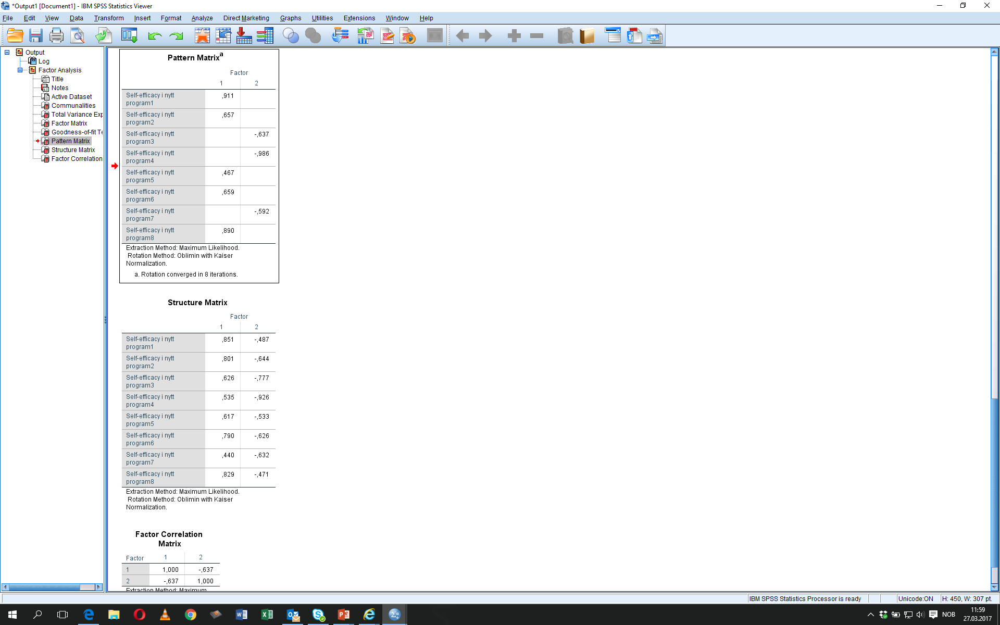 *Output1 [Document1] - IBM SPSS Statistics Viewer
File Edit View Data Transform Insert Format Analyze Direct Marketing Graphs Utilities Extensions Window Help
Output
Log
Factor Analysis
Title
Notes
Active Dataset
Communalities
Total Variance Exp
Factor Matrix
Goodness-of-fit Te
Pattern Matrix
Structure Matrix
Factor Correlation
Pattern Matrixa
Factor
1 2
Self-efficacy i nytt
program1 ,911
Self-efficacy i nytt
program2 ,657
Self-efficacy i nytt
program3 -,637
Self-efficacy i nytt
program4 -,986
Self-efficacy i nytt
program5 ,467
Self-efficacy i nytt
program6 ,659
Self-efficacy i nytt
program7 -,592
Self-efficacy i nytt
program8 ,890
Extraction Method: Maximum Likelihood.
Rotation Method: Oblimin with Kaiser
Normalization.
a. Rotation converged in 8 iterations.
Structure Matrix
Factor
1 2
Self-efficacy i nytt
program1 ,851 -,487
Self-efficacy i nytt
program2 ,801 -,644
Self-efficacy i nytt
program3 ,626 -,777
Self-efficacy i nytt
program4 ,535 -,926
Self-efficacy i nytt
program5 ,617 -,533
Self-efficacy i nytt
program6 ,790 -,626
Self-efficacy i nytt
program7 ,440 -,632
Self-efficacy i nytt
program8 ,829 -,471
Extraction Method: Maximum Likelihood.
Rotation Method: Oblimin with Kaiser
Normalization.
Factor Correlation
Matrix
Factor 1 2
1 1,000 -,637
2 -,637 1,000
Extraction Method: Maximum
IBM SPSS Statistics Processor is ready Unicode:ON H: 450, W: 307 pt.
NOB
11:59
27.03.2017